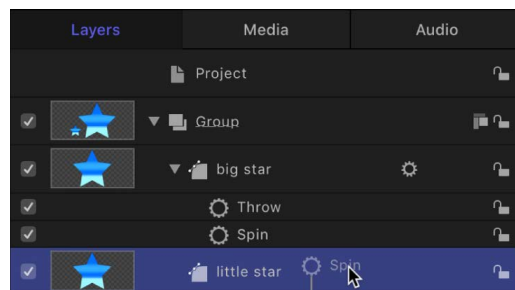 Layers Media Audio
Project
Group
big star
Throw
Spin
little star Spin